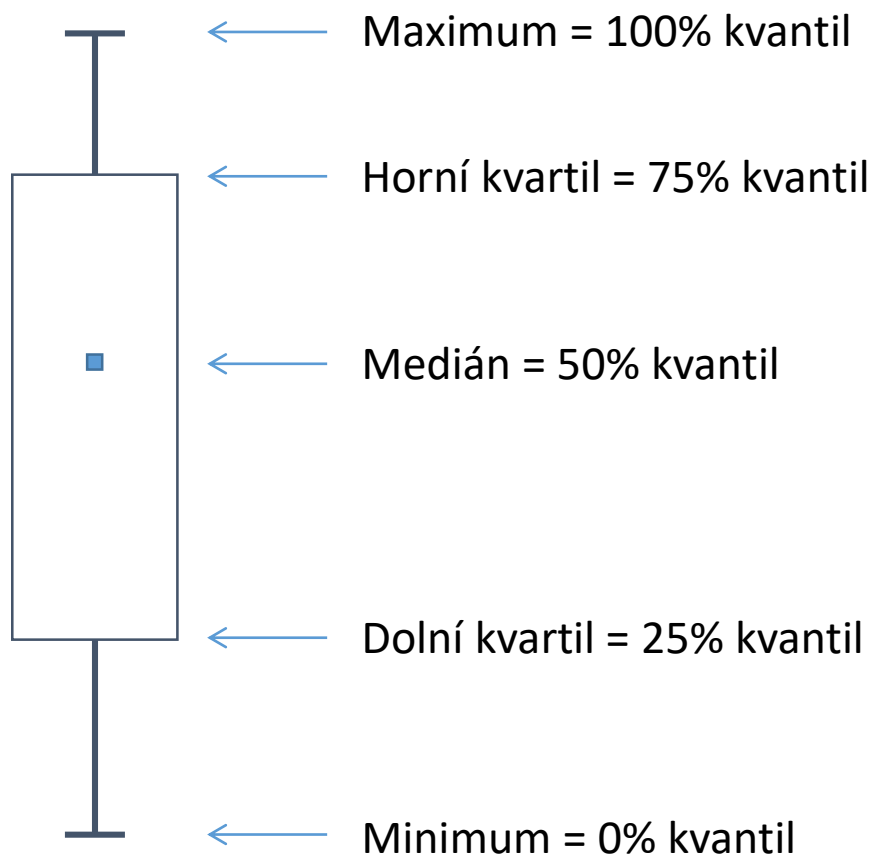 Maximum = 100% kvantil
Horní kvartil = 75% kvantil
Medián = 50% kvantil
Dolní kvartil = 25% kvantil
Minimum = 0% kvantil